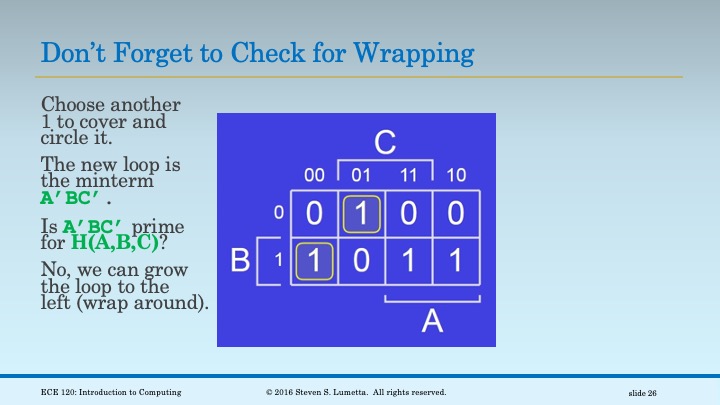 Don’t Forget to Check for Wrapping
Choose another
1 to cover and
circle it.
The new loop is
the minterm
A’BC’ .
Is A’BC’ prime
for H(A,B,C)?
No, we can grow
the loop to the
left (wrap around).
C
00 01 11 10
0 0 1 0 0
B 1 1 0 1 1
A
ECE 120: Introduction to Computing
© 2016 Steven S. Lumetta. All rights reserved.
slide 26